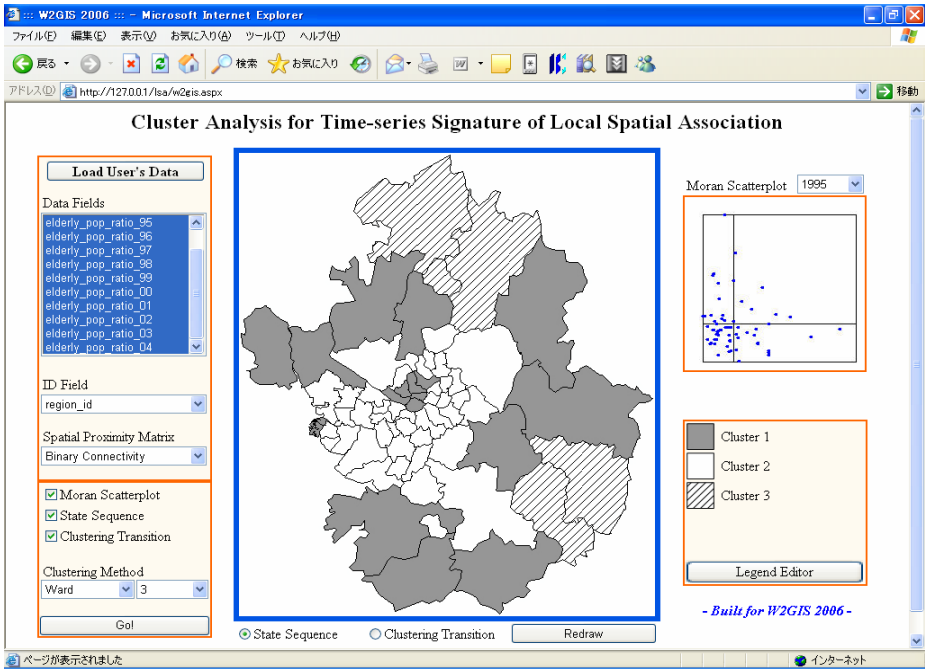 ::: W2GIS 2006 ::: - Microsoft Internet Explorer
ファイル(F) 編集(E) 表示(V) お気に入り(A) ツール(T) ヘルプ(H)
戻る 検索 お気に入り
アドレス(D) http://127.0.0.1/lsa/w2gis.aspx 移動
Cluster Analysis for Time-series Signature of Local Spatial Association
Load User's Data
Data Fields
elderly_pop_ratio_95
elderly_pop_ratio_96
elderly_pop_ratio_97
elderly_pop_ratio_98
elderly_pop_ratio_99
elderly_pop_ratio_00
elderly_pop_ratio_01
elderly_pop_ratio_02
elderly_pop_ratio_03
elderly_pop_ratio_04
ID Field
region_id
Spatial Proximity Matrix
Binary Connectivity
Moran Scatterplot
State Sequence
Clustering Transition
Clustering Method
Ward 3
Go!
State Sequence Clustering Transition Redraw
Moran Scatterplot 1995
Cluster 1
Cluster 2
Cluster 3
Legend Editor
- Built for W2GIS 2006 -
ページが表示されました インターネット